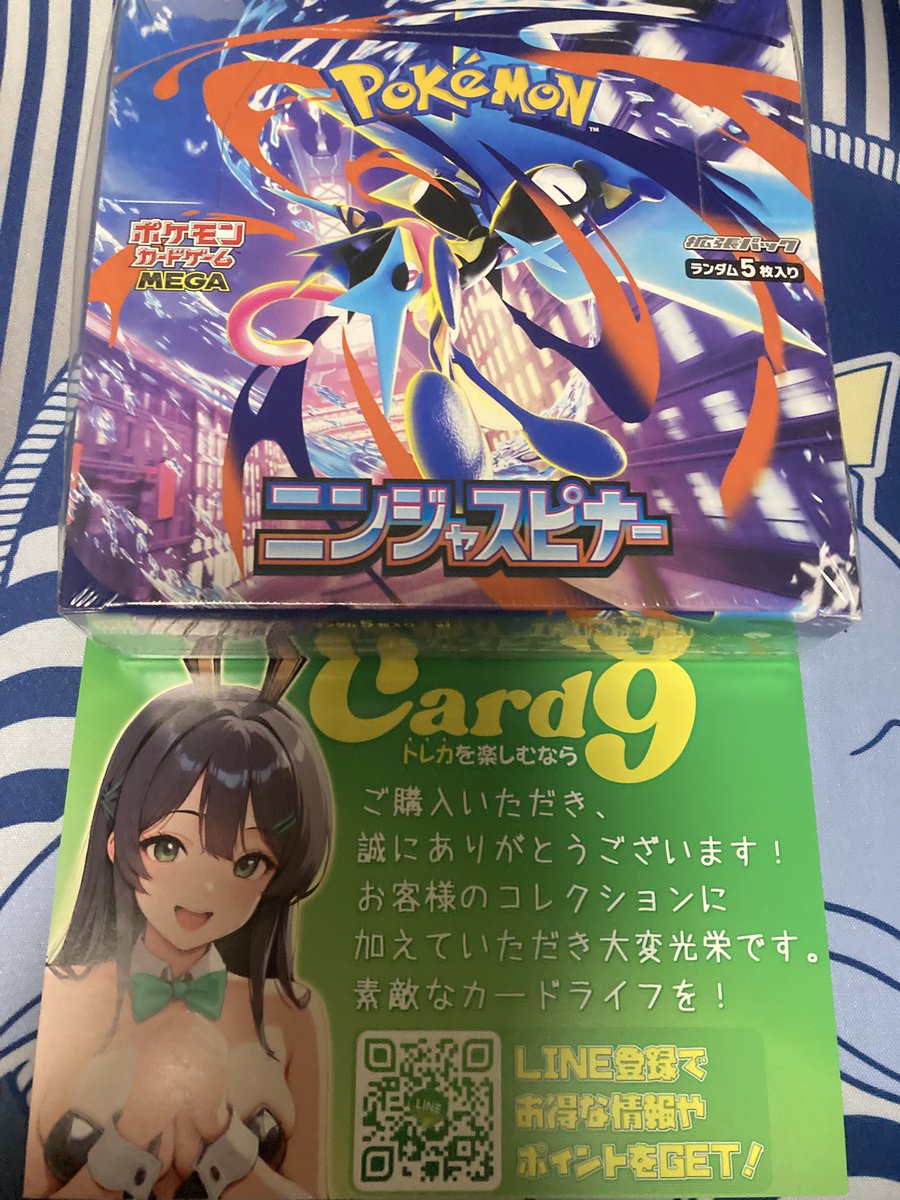 POKéMON
TM
ポケモン
カードゲーム
MEGA
拡張パック
ランダム5枚入り
ニンジャスピナー
Card9
トレカを楽しむなら
ご購入いただき、
誠にありがとうございます！
お客様のコレクションに
加えていただき大変光栄です。
素敵なカードライフを！
LINE
LINE登録で
お得な情報や
ポイントをGET！